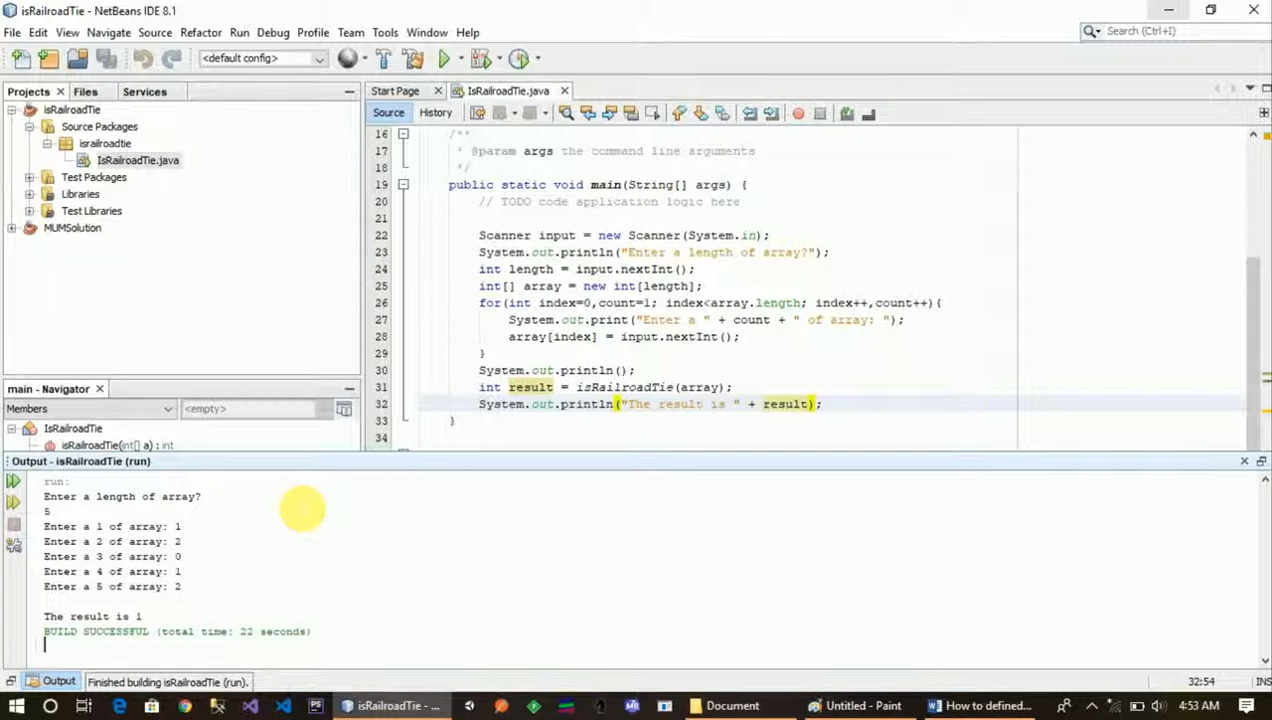 isRailroadTie - NetBeans IDE 8.1
File Edit View Navigate Source Refactor Run Debug Profile Team Tools Window Help
Search (Ctrl+I)
<default config>
Projects Files Services
isRailroadTie
Source Packages
israilroadtie
IsRailroadTie.java
Test Packages
Libraries
Test Libraries
MUMSolution
main - Navigator
Members <empty>
IsRailroadTie
isRailroadTie(int[] a) : int
Start Page IsRailroadTie.java
Source History
16 /**
17 * @param args the command line arguments
18 */
19 public static void main(String[] args) {
20 // TODO code application logic here
21
22 Scanner input = new Scanner(System.in);
23 System.out.println("Enter a length of array?");
24 int length = input.nextInt();
25 int[] array = new int[length];
26 for(int index=0,count=1; index<array.length; index++,count++){
27 System.out.print("Enter a " + count + " of array: ");
28 array[index] = input.nextInt();
29 }
30 System.out.println();
31 int result = isRailroadTie(array);
32 System.out.println("The result is " + result);
33 }
34
Output - isRailroadTie (run)
run:
Enter a length of array?
5
Enter a 1 of array: 1
Enter a 2 of array: 2
Enter a 3 of array: 0
Enter a 4 of array: 1
Enter a 5 of array: 2
The result is 1
BUILD SUCCESSFUL (total time: 22 seconds)
Output Finished building isRailroadTie (run).
32:54 INS
isRailroadTie - ... Document Untitled - Paint How to defined... 4:53 AM